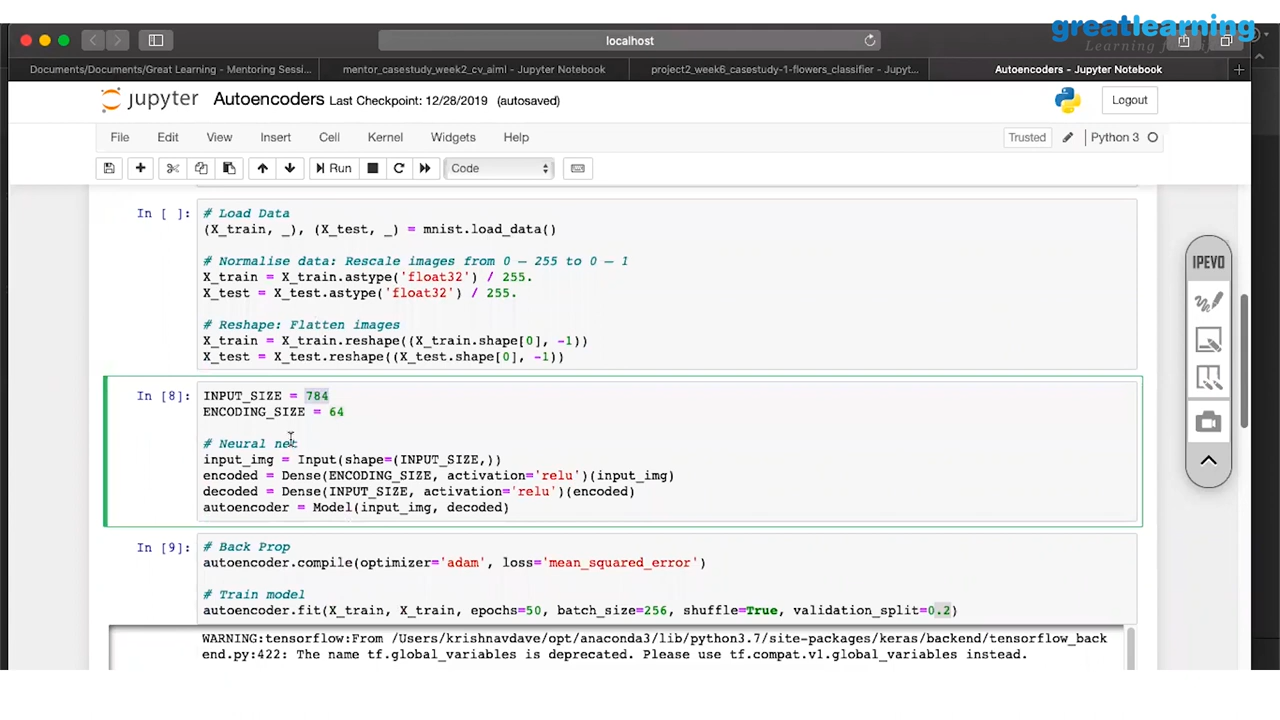 greatlearning
Learning f
localhost
Documents/Documents/Great Learning - Mentoring Sessi...
mentor_casestudy_week2_cv_aiml - Jupyter Notebook
project2_week6_casestudy-1-flowers_classifier - Jupyt...
Autoencoders - Jupyter Notebook
jupyter Autoencoders Last Checkpoint: 12/28/2019 (autosaved)
Logout
File Edit View Insert Cell Kernel Widgets Help
Trusted Python 3
Run Code
In [ ]: # Load Data
(X_train, _), (X_test, _) = mnist.load_data()
# Normalise data: Rescale images from 0 – 255 to 0 – 1
X_train = X_train.astype('float32') / 255.
X_test = X_test.astype('float32') / 255.
# Reshape: Flatten images
X_train = X_train.reshape((X_train.shape[0], -1))
X_test = X_test.reshape((X_test.shape[0], -1))
In [8]: INPUT_SIZE = 784
ENCODING_SIZE = 64
# Neural net
input_img = Input(shape=(INPUT_SIZE,))
encoded = Dense(ENCODING_SIZE, activation='relu')(input_img)
decoded = Dense(INPUT_SIZE, activation='relu')(encoded)
autoencoder = Model(input_img, decoded)
In [9]: # Back Prop
autoencoder.compile(optimizer='adam', loss='mean_squared_error')
# Train model
autoencoder.fit(X_train, X_train, epochs=50, batch_size=256, shuffle=True, validation_split=0.2)
WARNING:tensorflow:From /Users/krishnavdave/opt/anaconda3/lib/python3.7/site-packages/keras/backend/tensorflow_back
end.py:422: The name tf.global_variables is deprecated. Please use tf.compat.v1.global_variables instead.
IPEVO